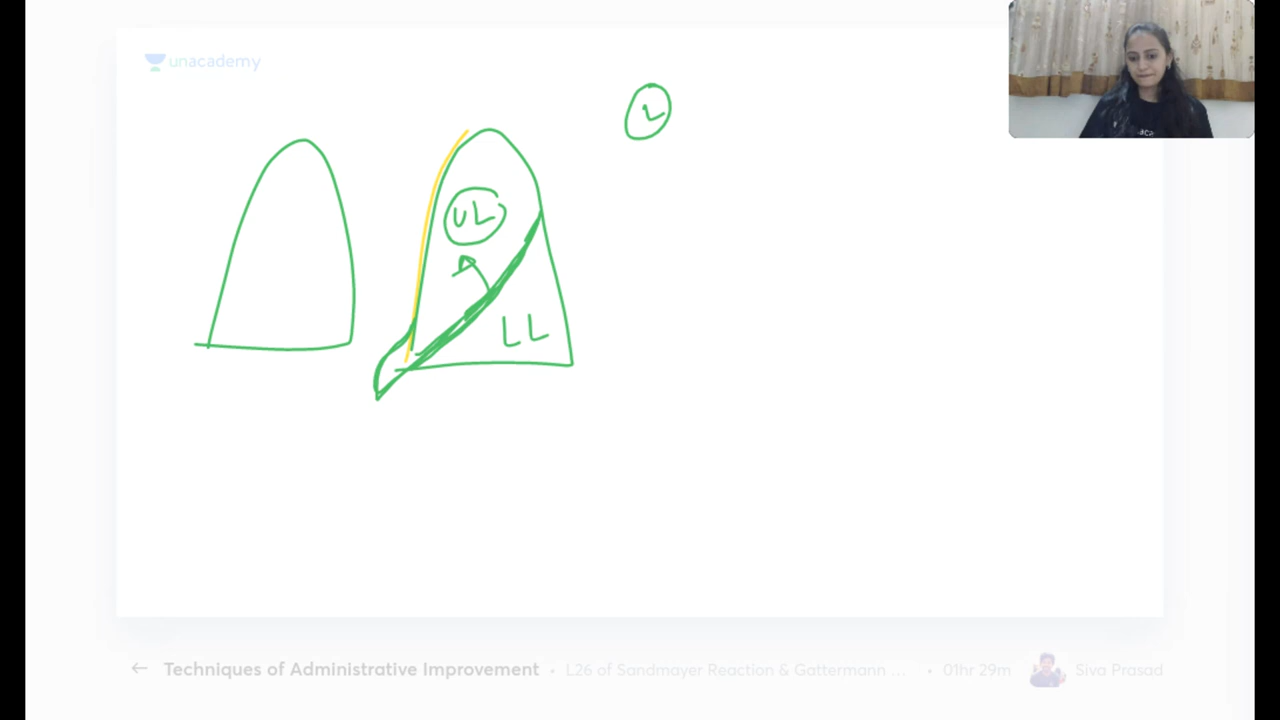 unacademy
L
UL
LL
← Techniques of Administrative Improvement • L26 of Sandmayer Reaction & Gattermann ... • 01hr 29m Siva Prasad